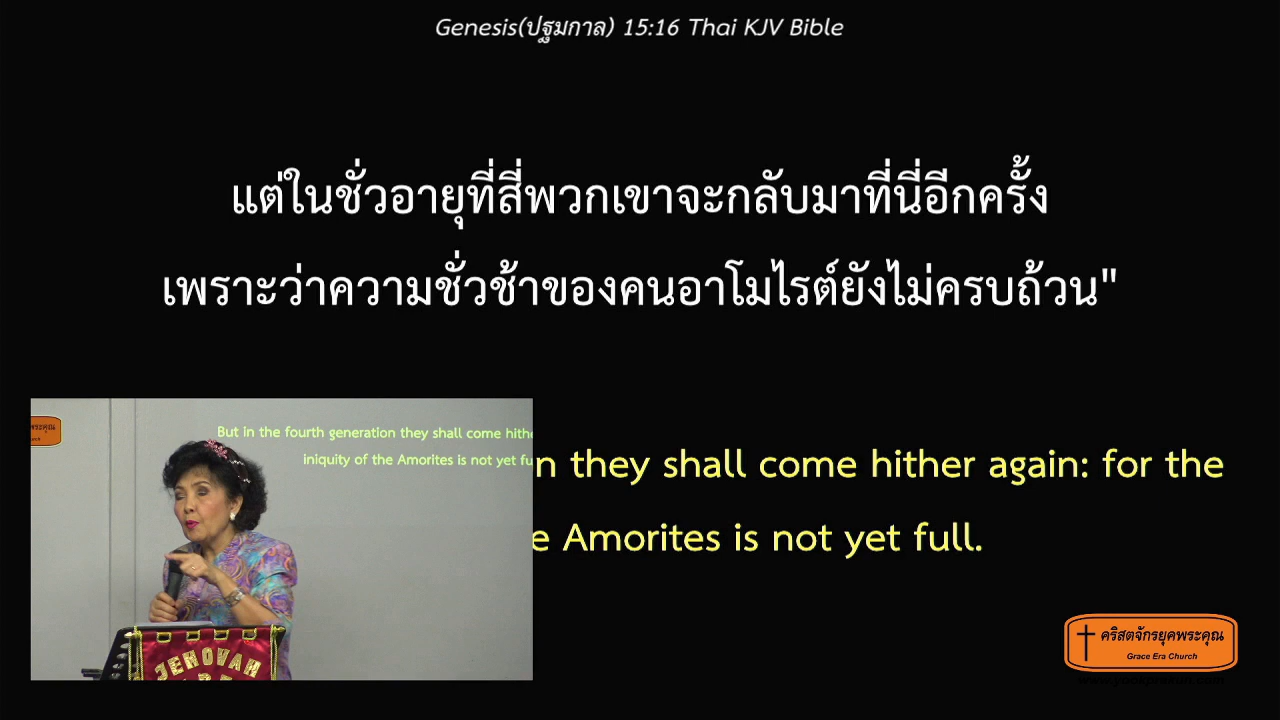 Genesis(ปฐมกาล) 15:16 Thai KJV Bible
แต่ในชั่วอายุที่สี่พวกเขาจะกลับมาที่นี่อีกครั้ง
เพราะว่าความชั่วช้าของคนอาโมไรต์ยังไม่ครบถ้วน"
But in the fourth generation they shall come hithe
iniquity of the Amorites is not yet fu
n they shall come hither again: for the
e Amorites is not yet full.
JEHOVAH
คริสตจักรยุคพระคุณ
Grace Era Church